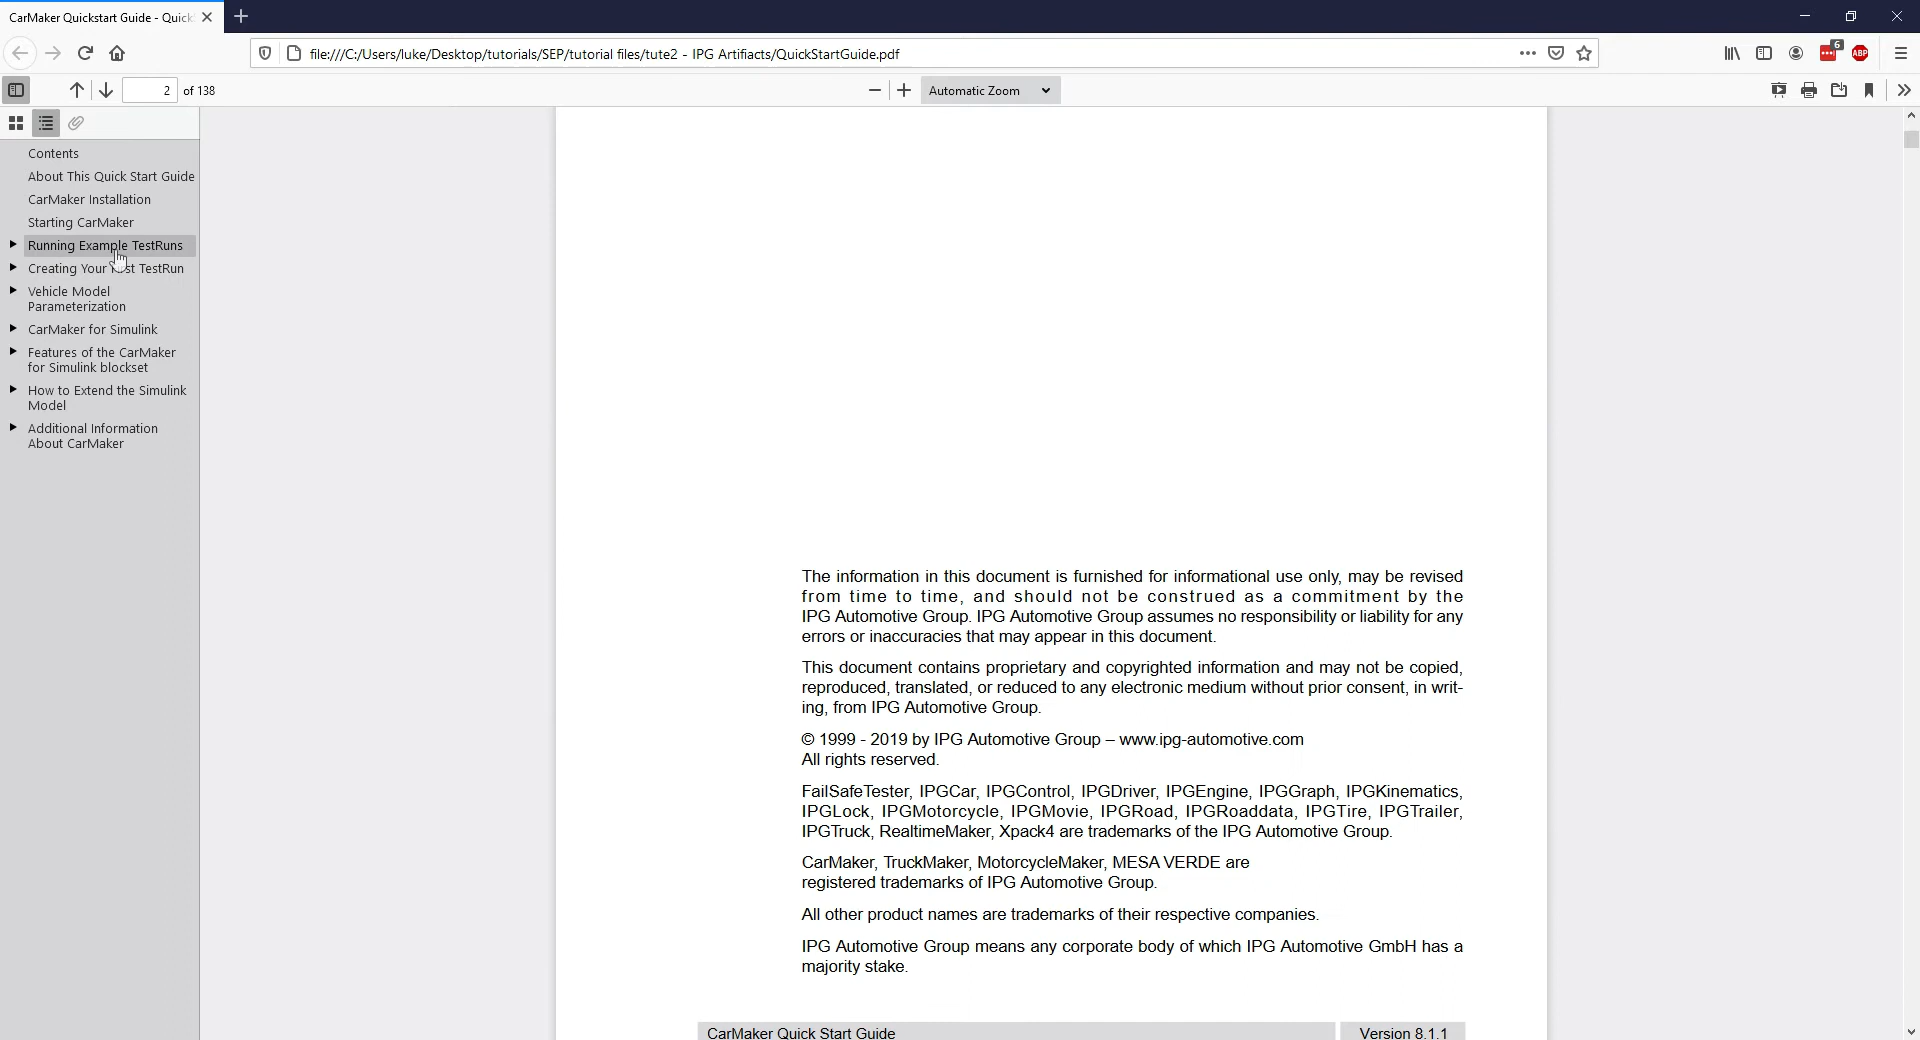 CarMaker Quickstart Guide - Quick
file:///C:/Users/luke/Desktop/tutorials/SEP/tutorial files/tute2 - IPG Artifiacts/QuickStartGuide.pdf
6
ABP
2 of 138
Automatic Zoom
Contents
About This Quick Start Guide
CarMaker Installation
Starting CarMaker
Running Example TestRuns
Creating Your TestRun
Vehicle Model
Parameterization
CarMaker for Simulink
Features of the CarMaker
for Simulink blockset
How to Extend the Simulink
Model
Additional Information
About CarMaker
The information in this document is furnished for informational use only, may be revised
from time to time, and should not be construed as a commitment by the
IPG Automotive Group. IPG Automotive Group assumes no responsibility or liability for any
errors or inaccuracies that may appear in this document.
This document contains proprietary and copyrighted information and may not be copied,
reproduced, translated, or reduced to any electronic medium without prior consent, in writ-
ing, from IPG Automotive Group.
© 1999 - 2019 by IPG Automotive Group – www.ipg-automotive.com
All rights reserved.
FailSafeTester, IPGCar, IPGControl, IPGDriver, IPGEngine, IPGGraph, IPGKinematics,
IPGLock, IPGMotorcycle, IPGMovie, IPGRoad, IPGRoaddata, IPGTire, IPGTrailer,
IPGTruck, RealtimeMaker, Xpack4 are trademarks of the IPG Automotive Group.
CarMaker, TruckMaker, MotorcycleMaker, MESA VERDE are
registered trademarks of IPG Automotive Group.
All other product names are trademarks of their respective companies.
IPG Automotive Group means any corporate body of which IPG Automotive GmbH has a
majority stake.
CarMaker Quick Start Guide
Version 8.1.1